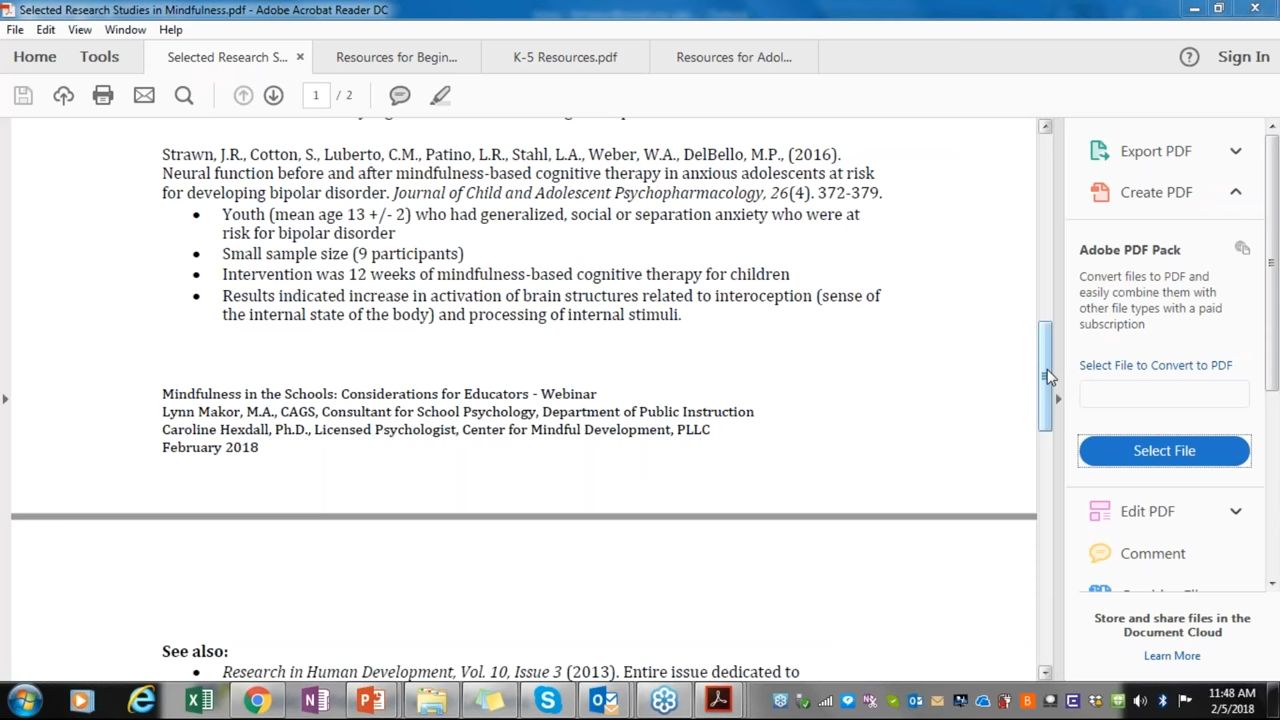 Selected Research Studies in Mindfulness.pdf - Adobe Acrobat Reader DC
File Edit View Window Help
Home Tools Selected Research S... × Resources for Begin... K-5 Resources.pdf Resources for Adol... Sign In
1 / 2
Strawn, J.R., Cotton, S., Luberto, C.M., Patino, L.R., Stahl, L.A., Weber, W.A., DelBello, M.P., (2016).
Neural function before and after mindfulness-based cognitive therapy in anxious adolescents at risk
for developing bipolar disorder. Journal of Child and Adolescent Psychopharmacology, 26(4). 372-379.
• Youth (mean age 13 +/- 2) who had generalized, social or separation anxiety who were at
risk for bipolar disorder
• Small sample size (9 participants)
• Intervention was 12 weeks of mindfulness-based cognitive therapy for children
• Results indicated increase in activation of brain structures related to interoception (sense of
the internal state of the body) and processing of internal stimuli.
Mindfulness in the Schools: Considerations for Educators - Webinar
Lynn Makor, M.A., CAGS, Consultant for School Psychology, Department of Public Instruction
Caroline Hexdall, Ph.D., Licensed Psychologist, Center for Mindful Development, PLLC
February 2018
See also:
• Research in Human Development, Vol. 10, Issue 3 (2013). Entire issue dedicated to
Export PDF
Create PDF
Adobe PDF Pack
Convert files to PDF and
easily combine them with
other file types with a paid
subscription
Select File to Convert to PDF
Select File
Edit PDF
Comment
Store and share files in the
Document Cloud
Learn More
11:48 AM
2/5/2018